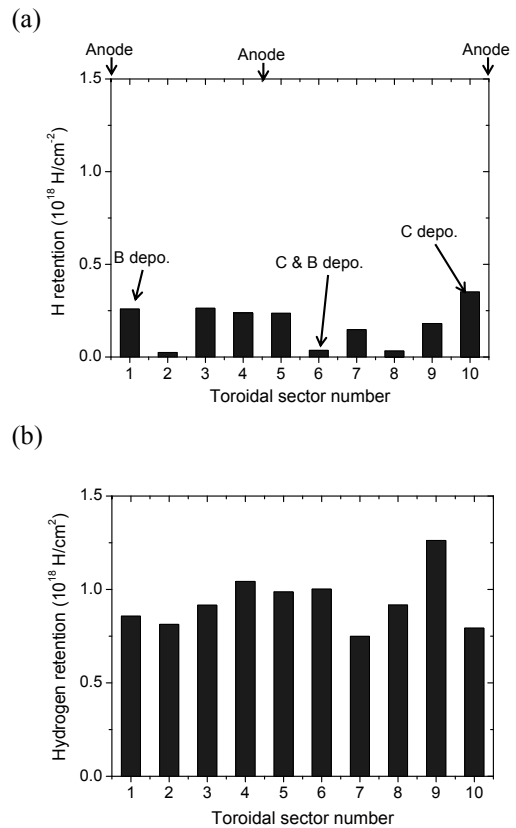 (a)
Anode Anode Anode
H retention (10^18 H/cm^-2)
1.5
1.0
0.5
0.0
B depo. C & B depo. C depo.
1 2 3 4 5 6 7 8 9 10
Toroidal sector number
(b)
Hydrogen retention (10^18 H/cm^2)
1.5
1.0
0.5
0.0
1 2 3 4 5 6 7 8 9 10
Toroidal sector number